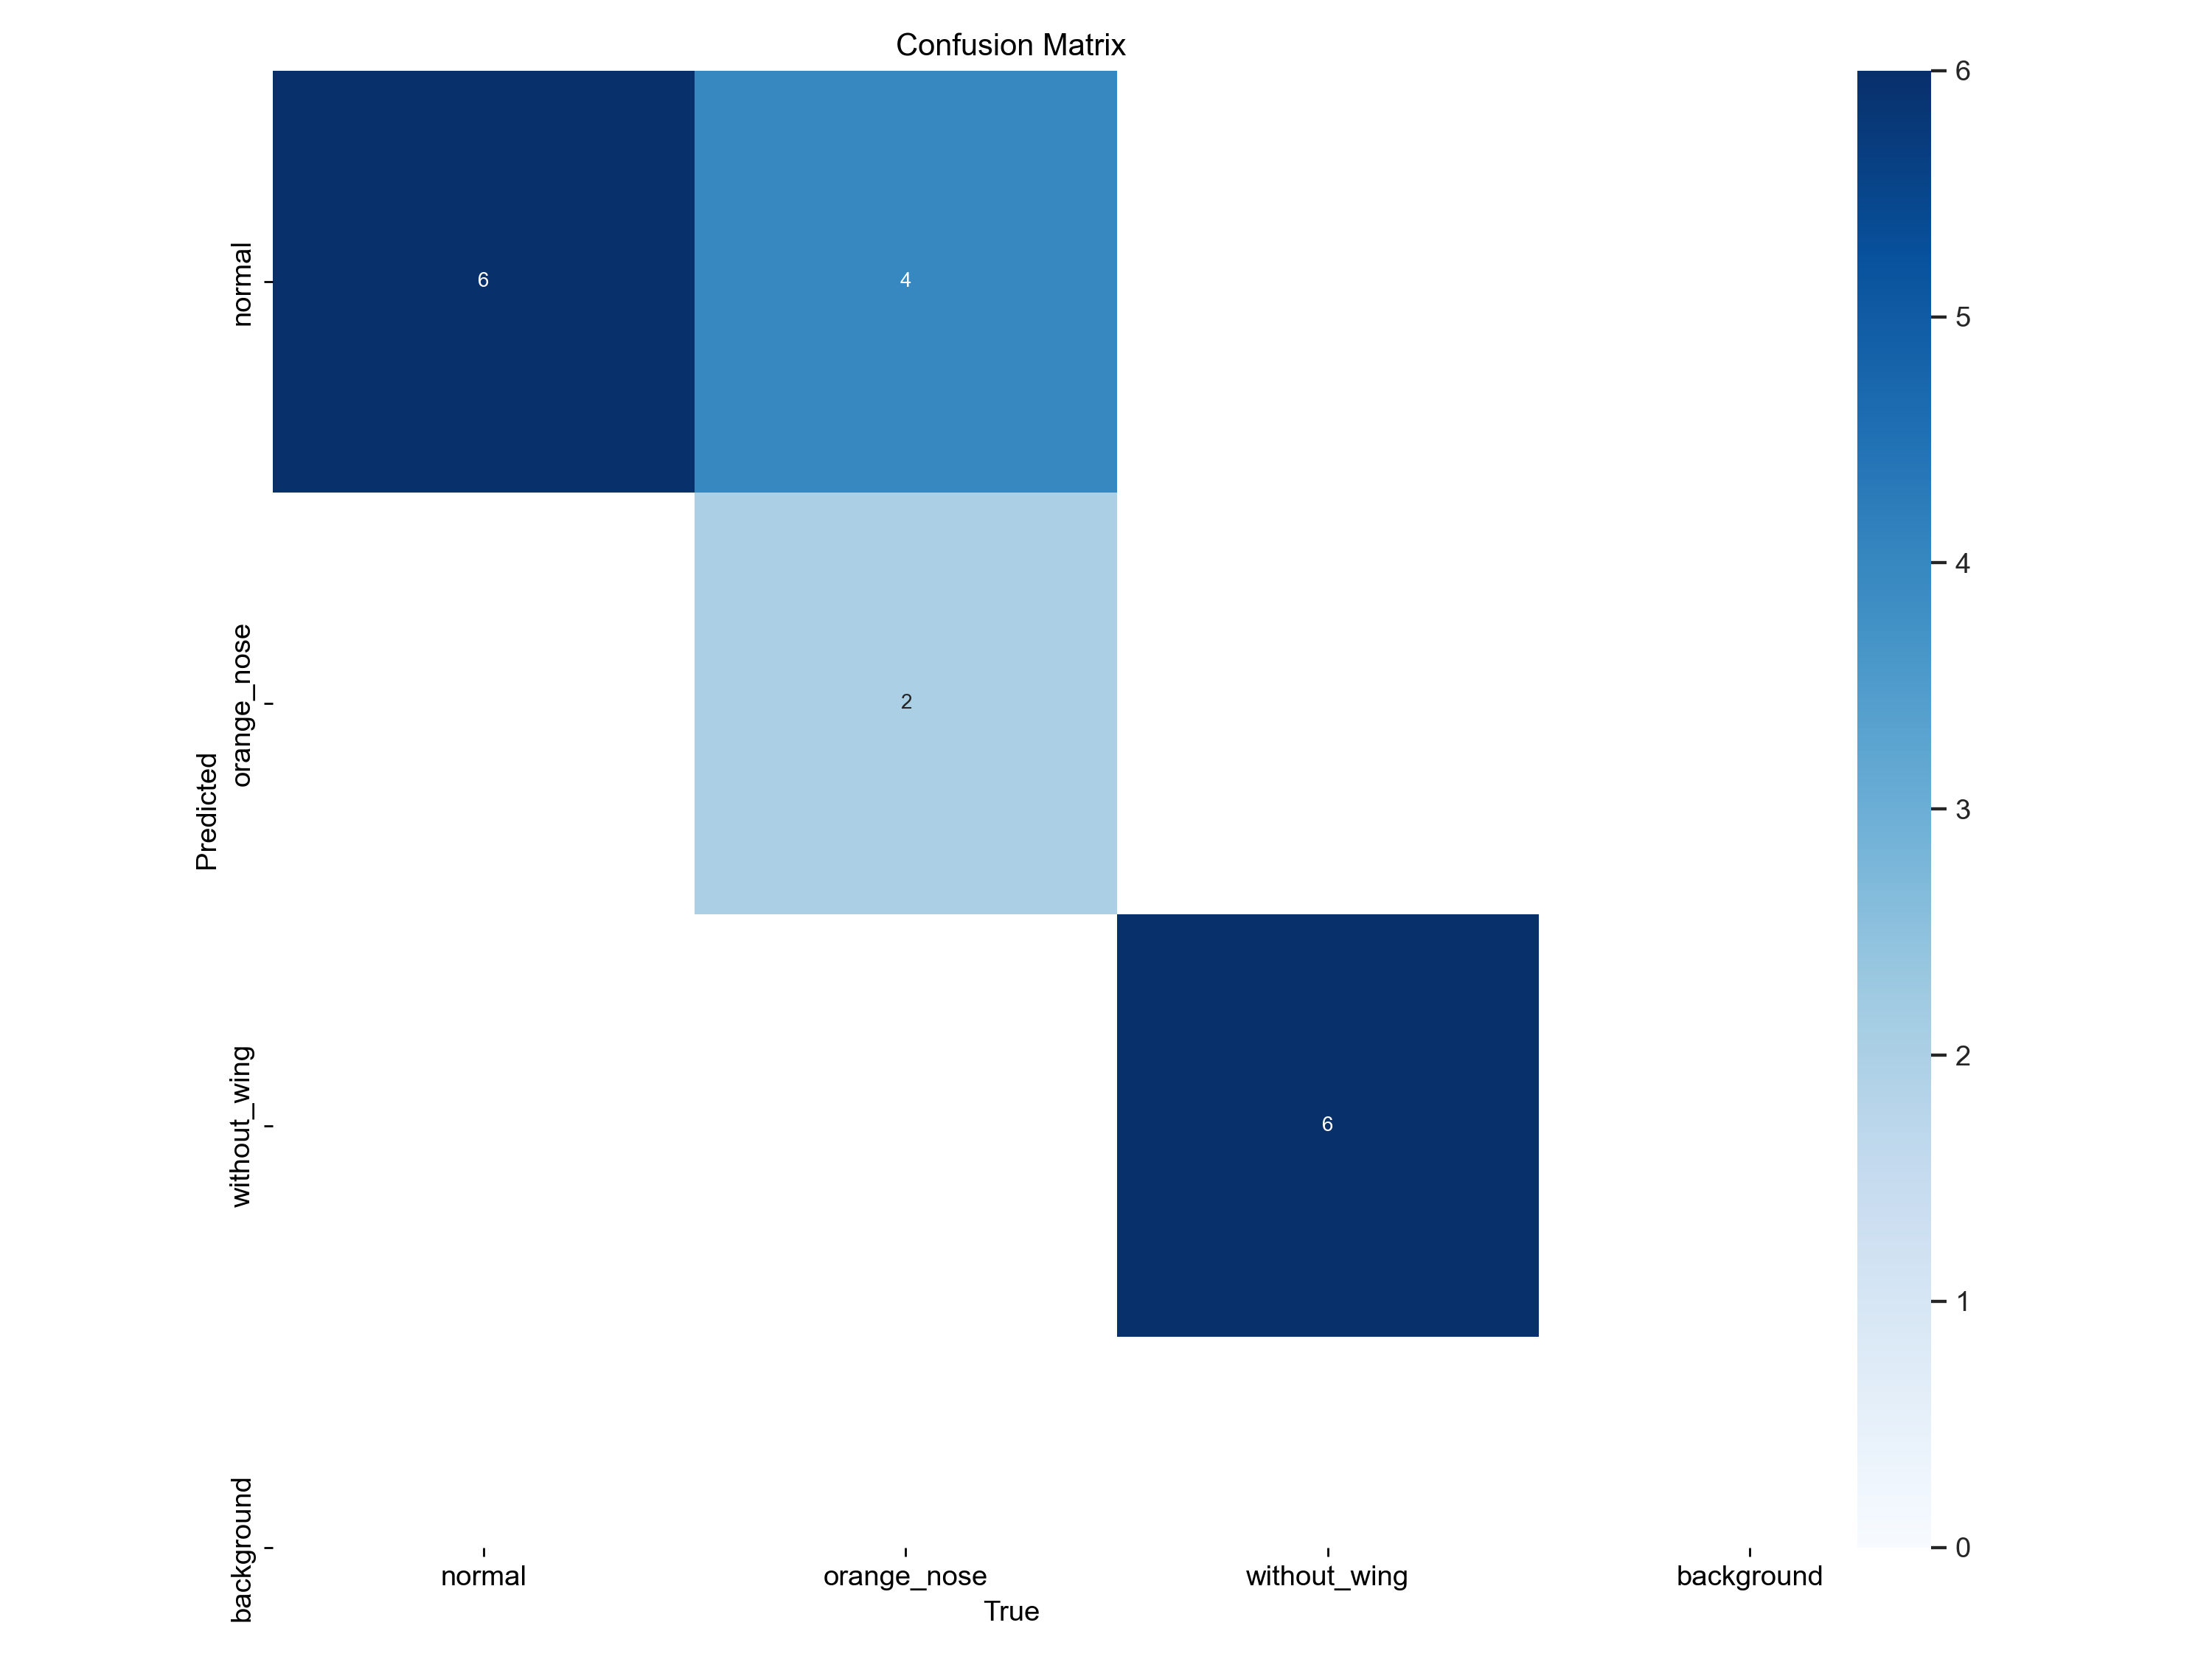 Confusion Matrix
normal
orange_nose
without_wing
background
Predicted
6
4
2
6
normal
orange_nose
without_wing
background
True
6
5
4
3
2
1
0